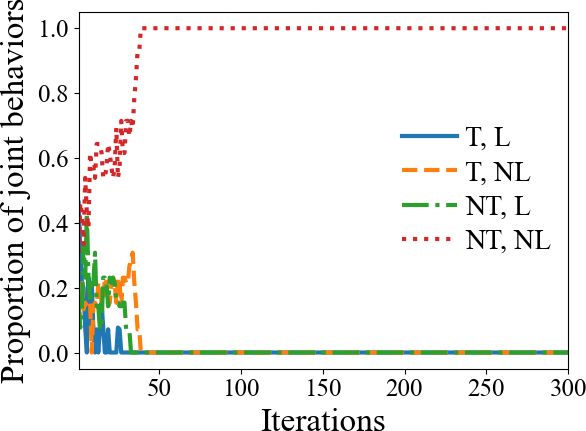 Proportion of joint behaviors
1.0
0.8
0.6
0.4
0.2
0.0
T, L
T, NL
NT, L
NT, NL
50 100 150 200 250 300
Iterations